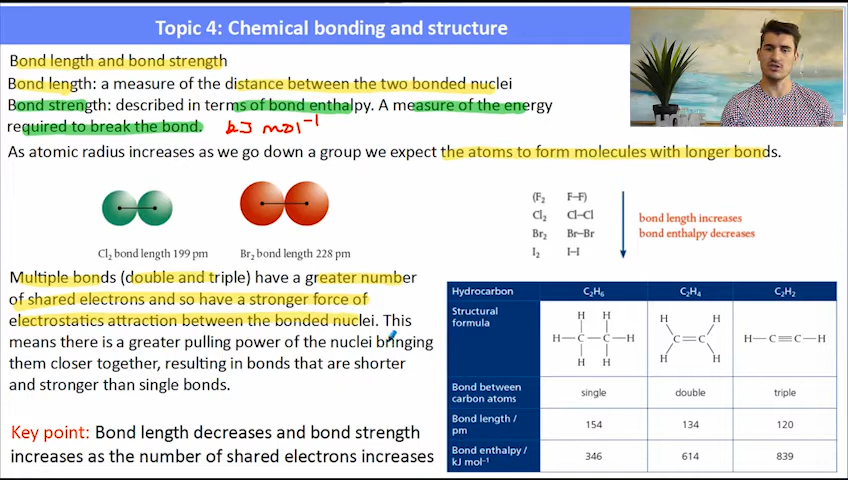 Topic 4: Chemical bonding and structure
Bond length and bond strength
Bond length: a measure of the distance between the two bonded nuclei
Bond strength: described in terms of bond enthalpy. A measure of the energy
required to break the bond. kJ mol⁻¹
As atomic radius increases as we go down a group we expect the atoms to form molecules with longer bonds.
Cl₂ bond length 199 pm
Br₂ bond length 228 pm
(F₂ F–F)
Cl₂ Cl–Cl
Br₂ Br–Br
I₂ I–I
bond length increases
bond enthalpy decreases
Multiple bonds (double and triple) have a greater number
of shared electrons and so have a stronger force of
electrostatics attraction between the bonded nuclei. This
means there is a greater pulling power of the nuclei bringing
them closer together, resulting in bonds that are shorter
and stronger than single bonds.
Key point: Bond length decreases and bond strength
increases as the number of shared electrons increases
Hydrocarbon C₂H₆ C₂H₄ C₂H₂
Structural
formula
H H
H–C–C–H
H H
H H
C=C
H H
H–C≡C–H
Bond between
carbon atoms
single double triple
Bond length /
pm
154 134 120
Bond enthalpy /
kJ mol⁻¹
346 614 839